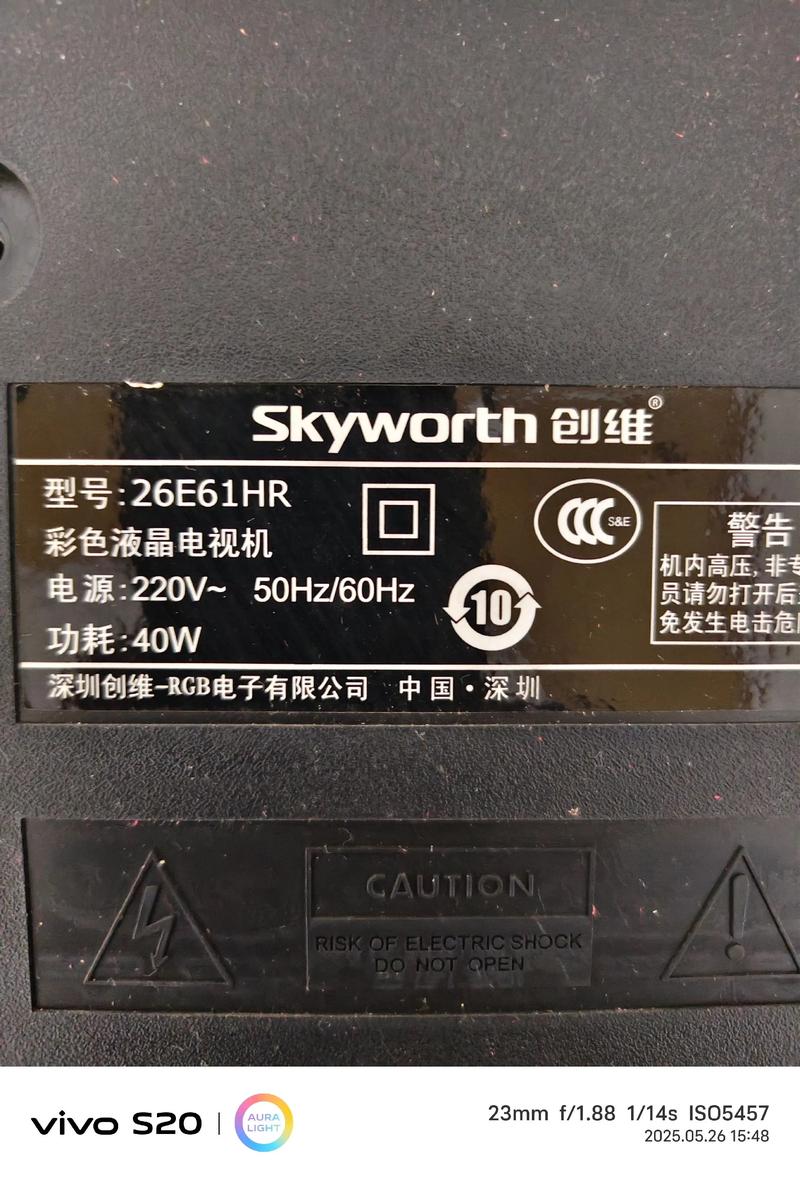 Skyworth 创维®
型号:26E61HR
彩色液晶电视机
电源:220V~ 50Hz/60Hz
功耗:40W
CCC S&E
10
警告
机内高压,非专
员请勿打开后
免发生电击危
深圳创维-RGB电子有限公司 中国·深圳
CAUTION
RISK OF ELECTRIC SHOCK
DO NOT OPEN
vivo S20 | AURA LIGHT
23mm f/1.88 1/14s ISO5457
2025.05.26 15:48